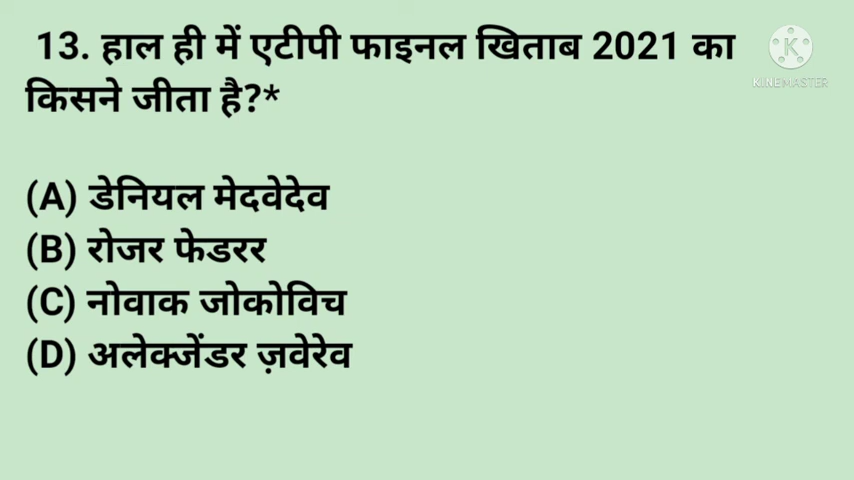 13. हाल ही में एटीपी फाइनल खिताब 2021 का
किसने जीता है?*
(A) डेनियल मेदवेदेव
(B) रोजर फेडरर
(C) नोवाक जोकोविच
(D) अलेक्जेंडर ज़वेरेव
K
KINEMASTER